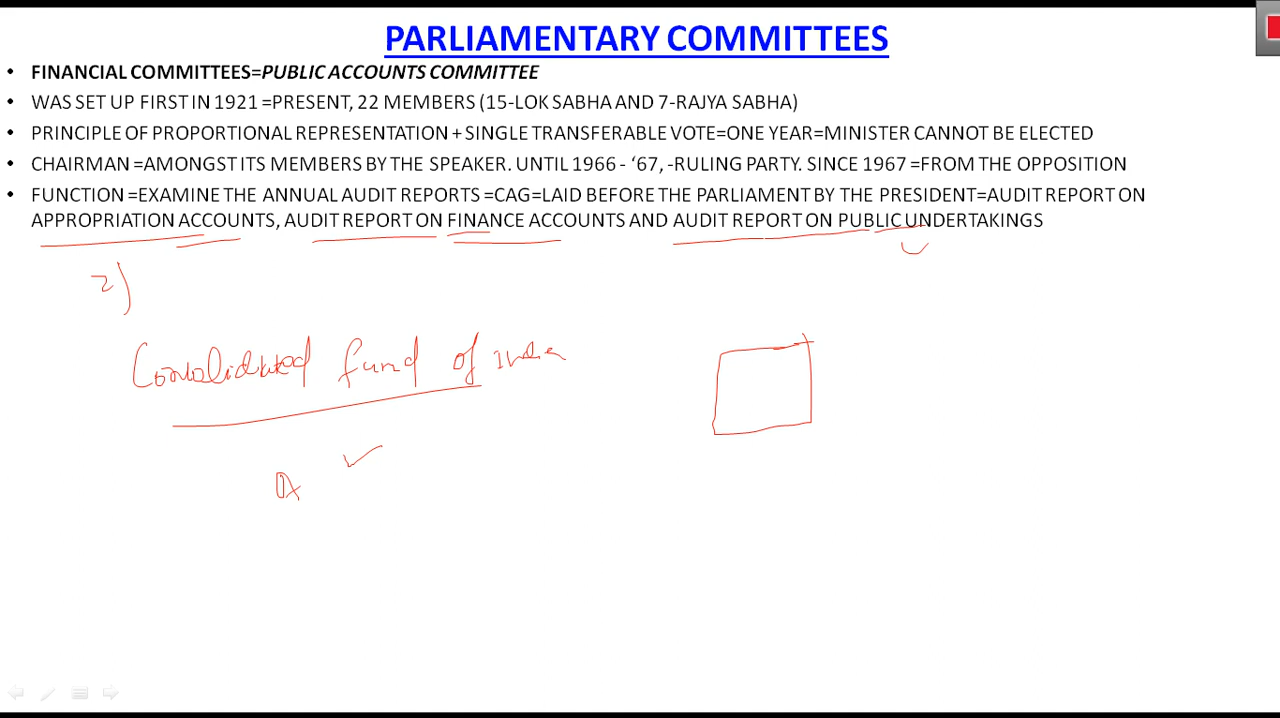 PARLIAMENTARY COMMITTEES
• FINANCIAL COMMITTEES=PUBLIC ACCOUNTS COMMITTEE
• WAS SET UP FIRST IN 1921 =PRESENT, 22 MEMBERS (15-LOK SABHA AND 7-RAJYA SABHA)
• PRINCIPLE OF PROPORTIONAL REPRESENTATION + SINGLE TRANSFERABLE VOTE=ONE YEAR=MINISTER CANNOT BE ELECTED
• CHAIRMAN =AMONGST ITS MEMBERS BY THE SPEAKER. UNTIL 1966 - ‘67, -RULING PARTY. SINCE 1967 =FROM THE OPPOSITION
• FUNCTION =EXAMINE THE ANNUAL AUDIT REPORTS =CAG=LAID BEFORE THE PARLIAMENT BY THE PRESIDENT=AUDIT REPORT ON
APPROPRIATION ACCOUNTS, AUDIT REPORT ON FINANCE ACCOUNTS AND AUDIT REPORT ON PUBLIC UNDERTAKINGS
2)
Consolidated fund of India